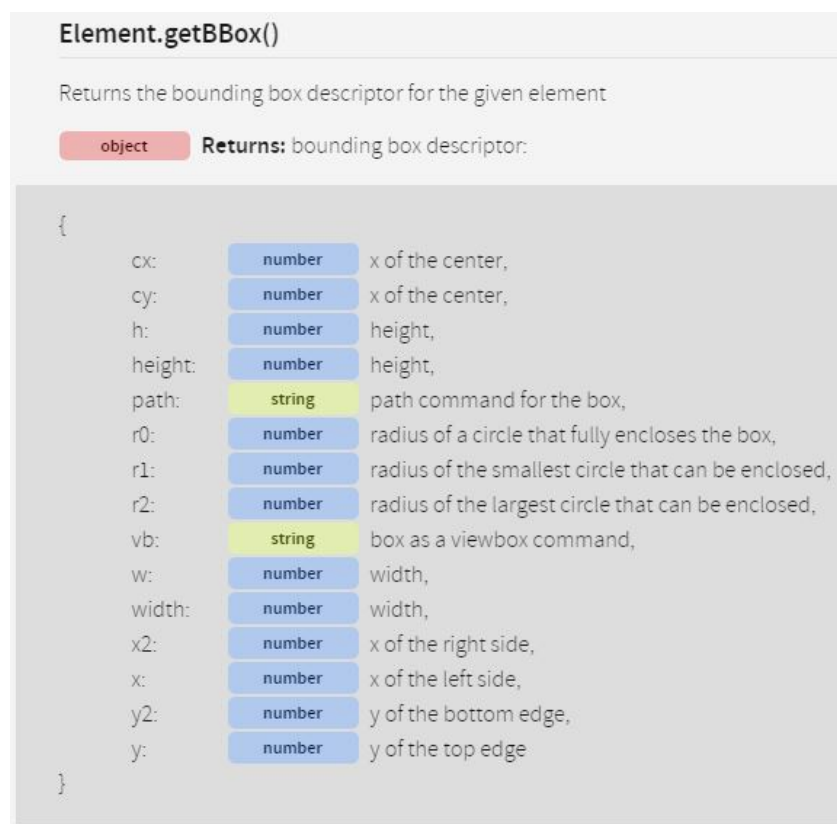 Element.getBBox()
Returns the bounding box descriptor for the given element
object Returns: bounding box descriptor:
{
cx: number x of the center,
cy: number x of the center,
h: number height,
height: number height,
path: string path command for the box,
r0: number radius of a circle that fully encloses the box,
r1: number radius of the smallest circle that can be enclosed,
r2: number radius of the largest circle that can be enclosed,
vb: string box as a viewbox command,
w: number width,
width: number width,
x2: number x of the right side,
x: number x of the left side,
y2: number y of the bottom edge,
y: number y of the top edge
}